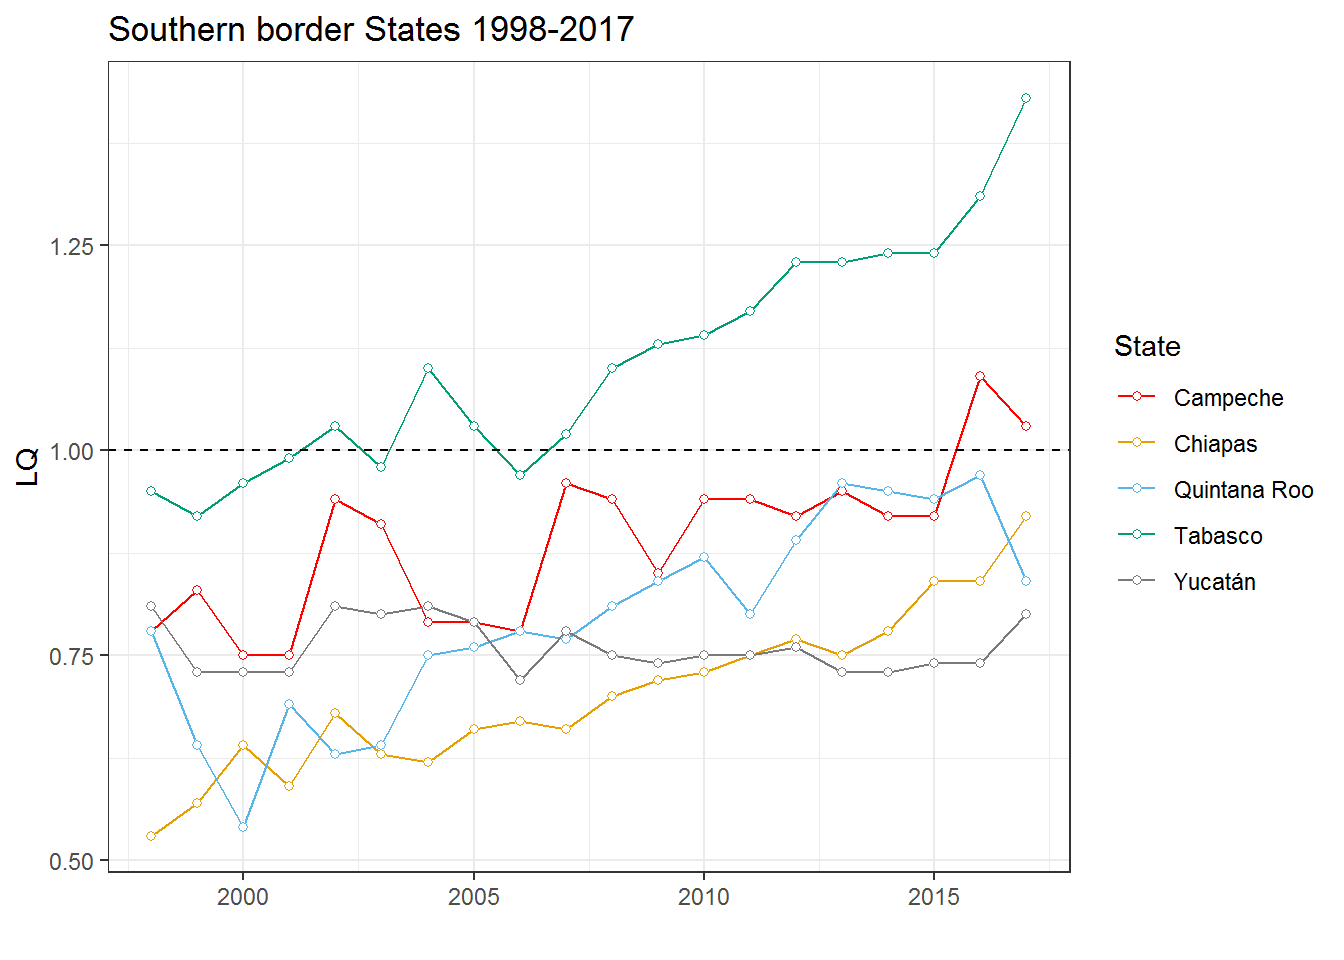 Southern border States 1998-2017
LQ
1.25
1.00
0.75
0.50
2000 2005 2010 2015
State
Campeche
Chiapas
Quintana Roo
Tabasco
Yucatán